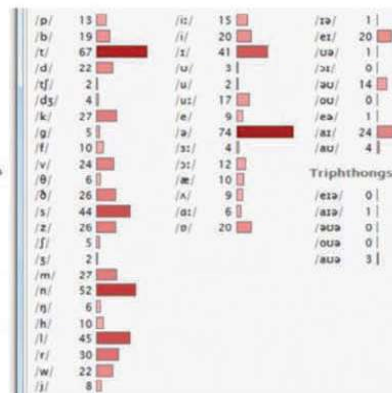 /p/ 13
/b/ 19
/t/ 67
/d/ 22
/tʃ/ 2
/dʒ/ 4
/k/ 27
/g/ 5
/f/ 10
/v/ 24
/θ/ 6
/ð/ 26
/s/ 44
/z/ 26
/ʃ/ 5
/ʒ/ 2
/m/ 27
/n/ 52
/ŋ/ 6
/h/ 10
/l/ 45
/r/ 30
/w/ 22
/j/ 8
/iː/ 15
/i/ 20
/ɪ/ 41
/ʊ/ 3
/u/ 2
/uː/ 17
/e/ 9
/ə/ 74
/ɜː/ 4
/ɔː/ 12
/æ/ 10
/ʌ/ 9
/ɑː/ 6
/ɒ/ 20
/ɪə/ 1
/eɪ/ 20
/ʊə/ 1
/ɔɪ/ 0
/əʊ/ 14
/oʊ/ 0
/eə/ 1
/aɪ/ 24
/aʊ/ 4
Triphthongs
/eɪə/ 0
/aɪə/ 1
/əʊə/ 0
/oʊə/ 0
/aʊə/ 3